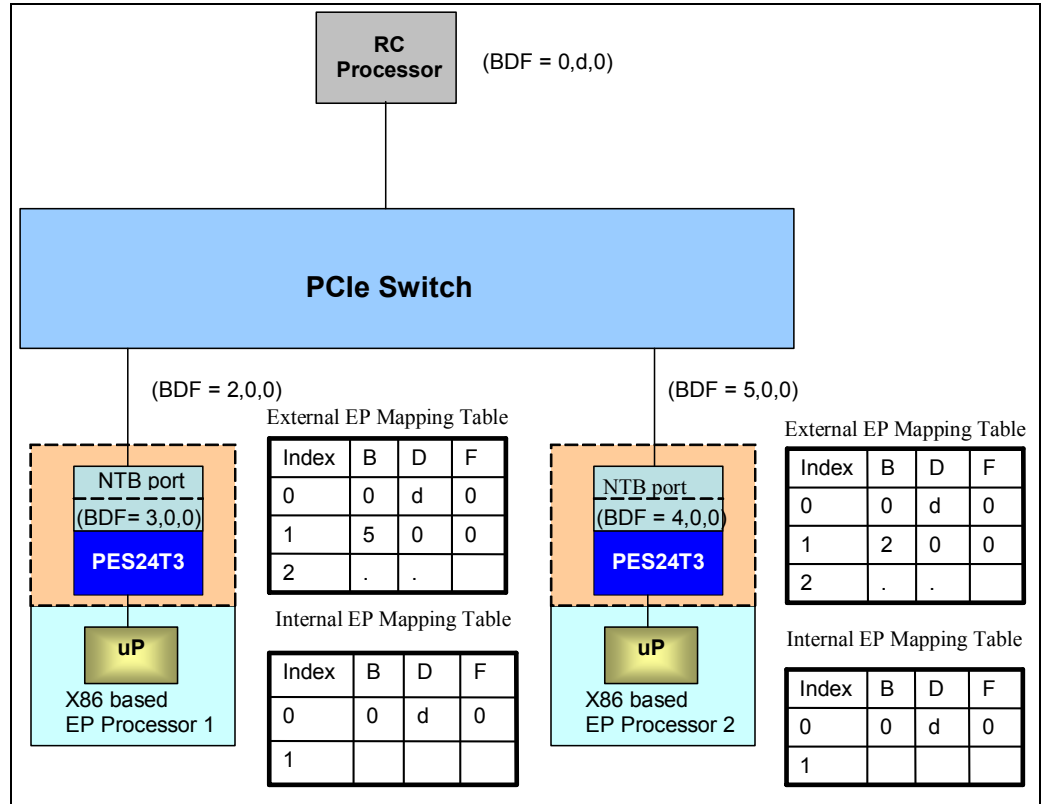 RC
Processor
(BDF = 0,d,0)
PCIe Switch
(BDF = 2,0,0)
(BDF = 5,0,0)
External EP Mapping Table
Index B D F
0 0 d 0
1 5 0 0
2 . .
NTB port
(BDF= 3,0,0)
PES24T3
uP
X86 based
EP Processor 1
Internal EP Mapping Table
Index B D F
0 0 d 0
1
External EP Mapping Table
Index B D F
0 0 d 0
1 2 0 0
2 . .
NTB port
(BDF= 4,0,0)
PES24T3
uP
X86 based
EP Processor 2
Internal EP Mapping Table
Index B D F
0 0 d 0
1